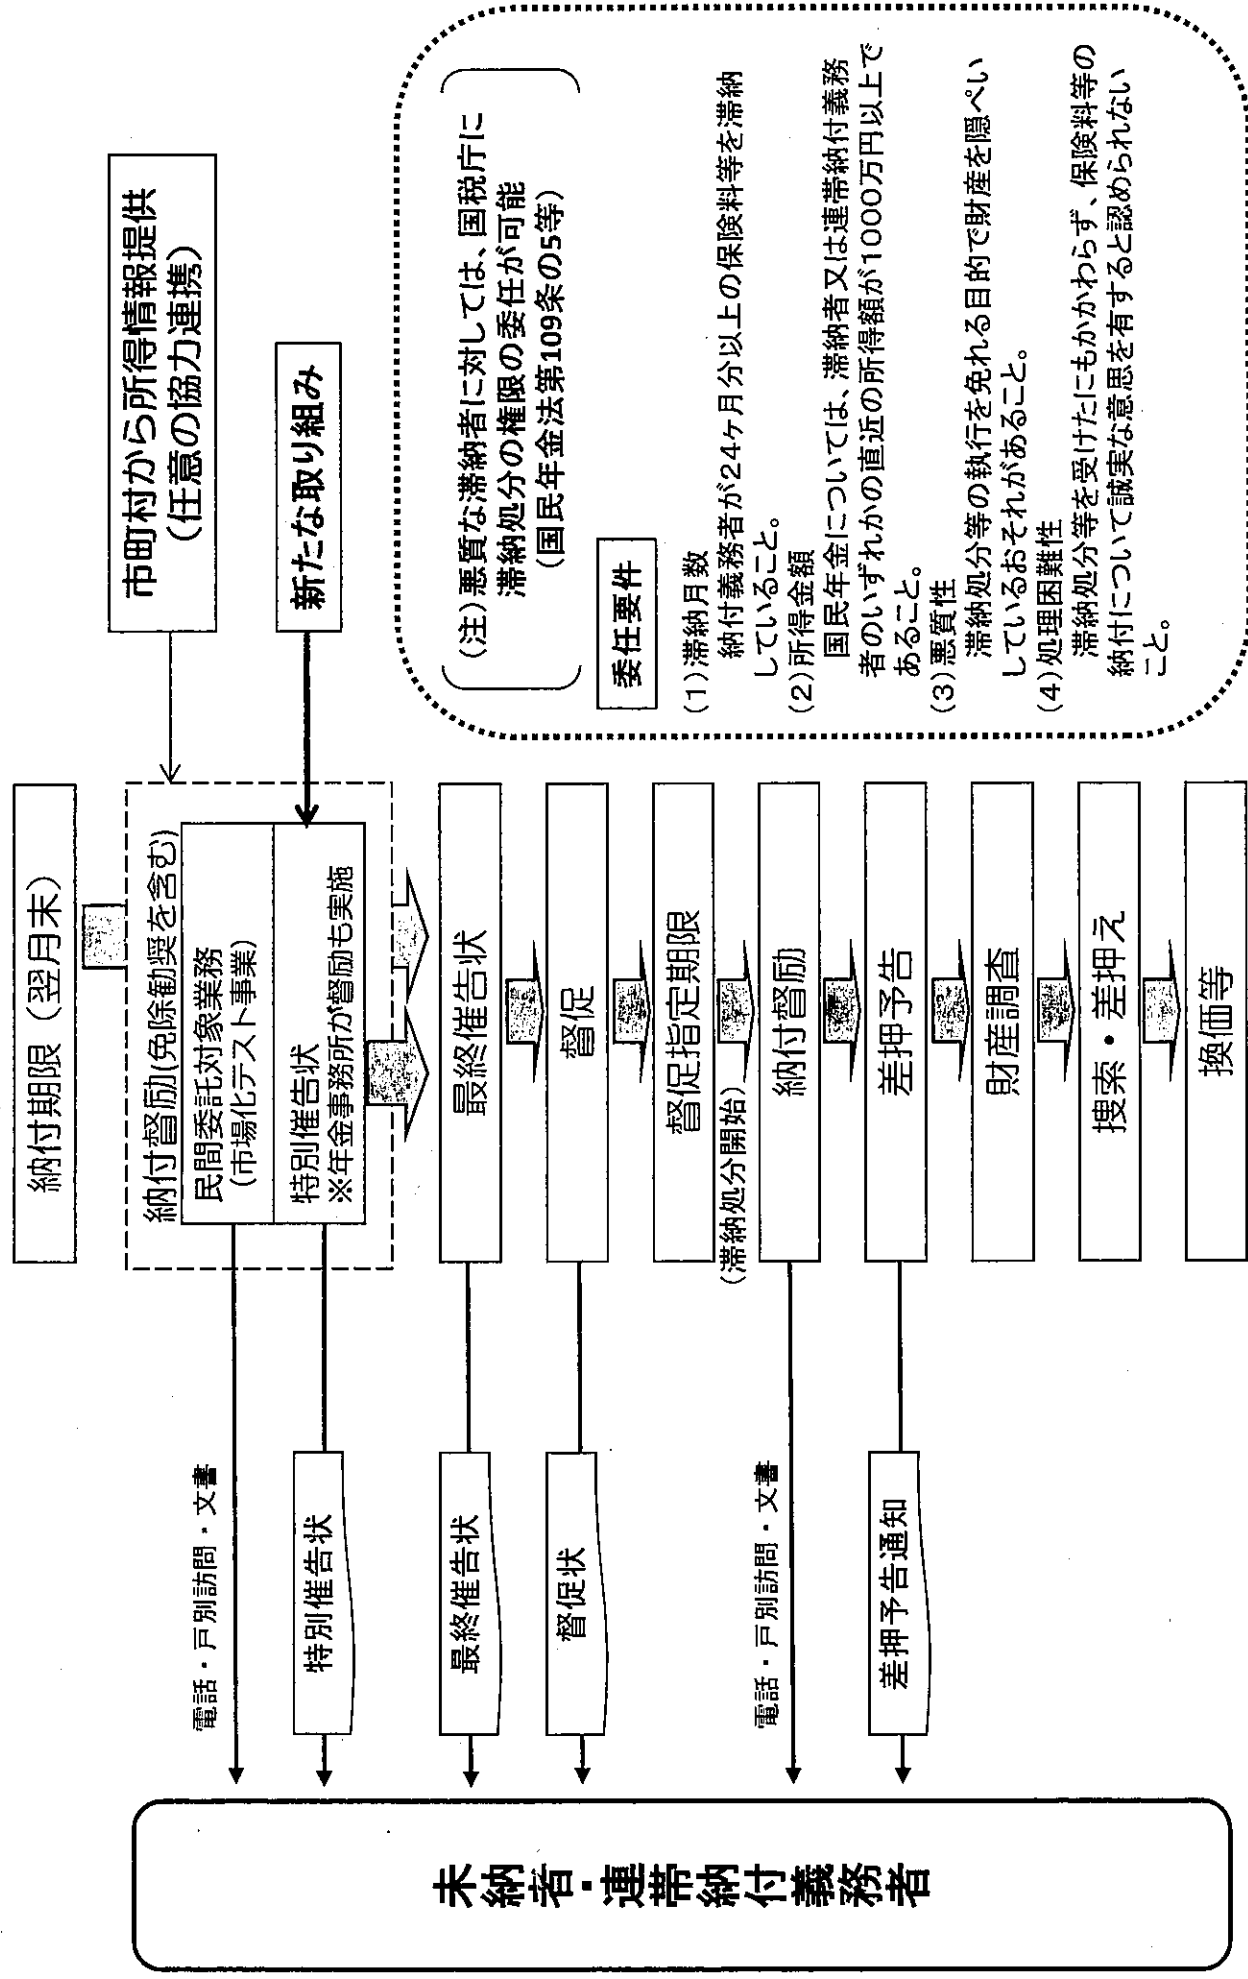 納付期限（翌月末）
納付督励(免除勧奨を含む)
民間委託対象業務
(市場化テスト事業)
特別催告状
※年金事務所が督励も実施
最終催告状
督促
督促指定期限
(滞納処分開始)
納付督励
差押予告
財産調査
捜索・差押え
換価等
市町村から所得情報提供
(任意の協力連携)
新たな取り組み
(注)悪質な滞納者に対しては、国税庁に
滞納処分の権限の委任が可能
(国民年金法第109条の5等)
委任要件
(1)滞納月数
納付義務者が24ヶ月分以上の保険料等を滞納
していること。
(2)所得金額
国民年金については、滞納者又は連帯納付義務
者のいずれかの直近の所得額が1000万円以上で
あること。
(3)悪質性
滞納処分等の執行を免れる目的で財産を隠ぺい
しているおそれがあること。
(4)処理困難性
滞納処分等を受けたにもかかわらず、保険料等の
納付について誠実な意思を有すると認められない
こと。
電話・戸別訪問・文書
特別催告状
最終催告状
督促状
電話・戸別訪問・文書
差押予告通知
未納者・連帯納付義務者